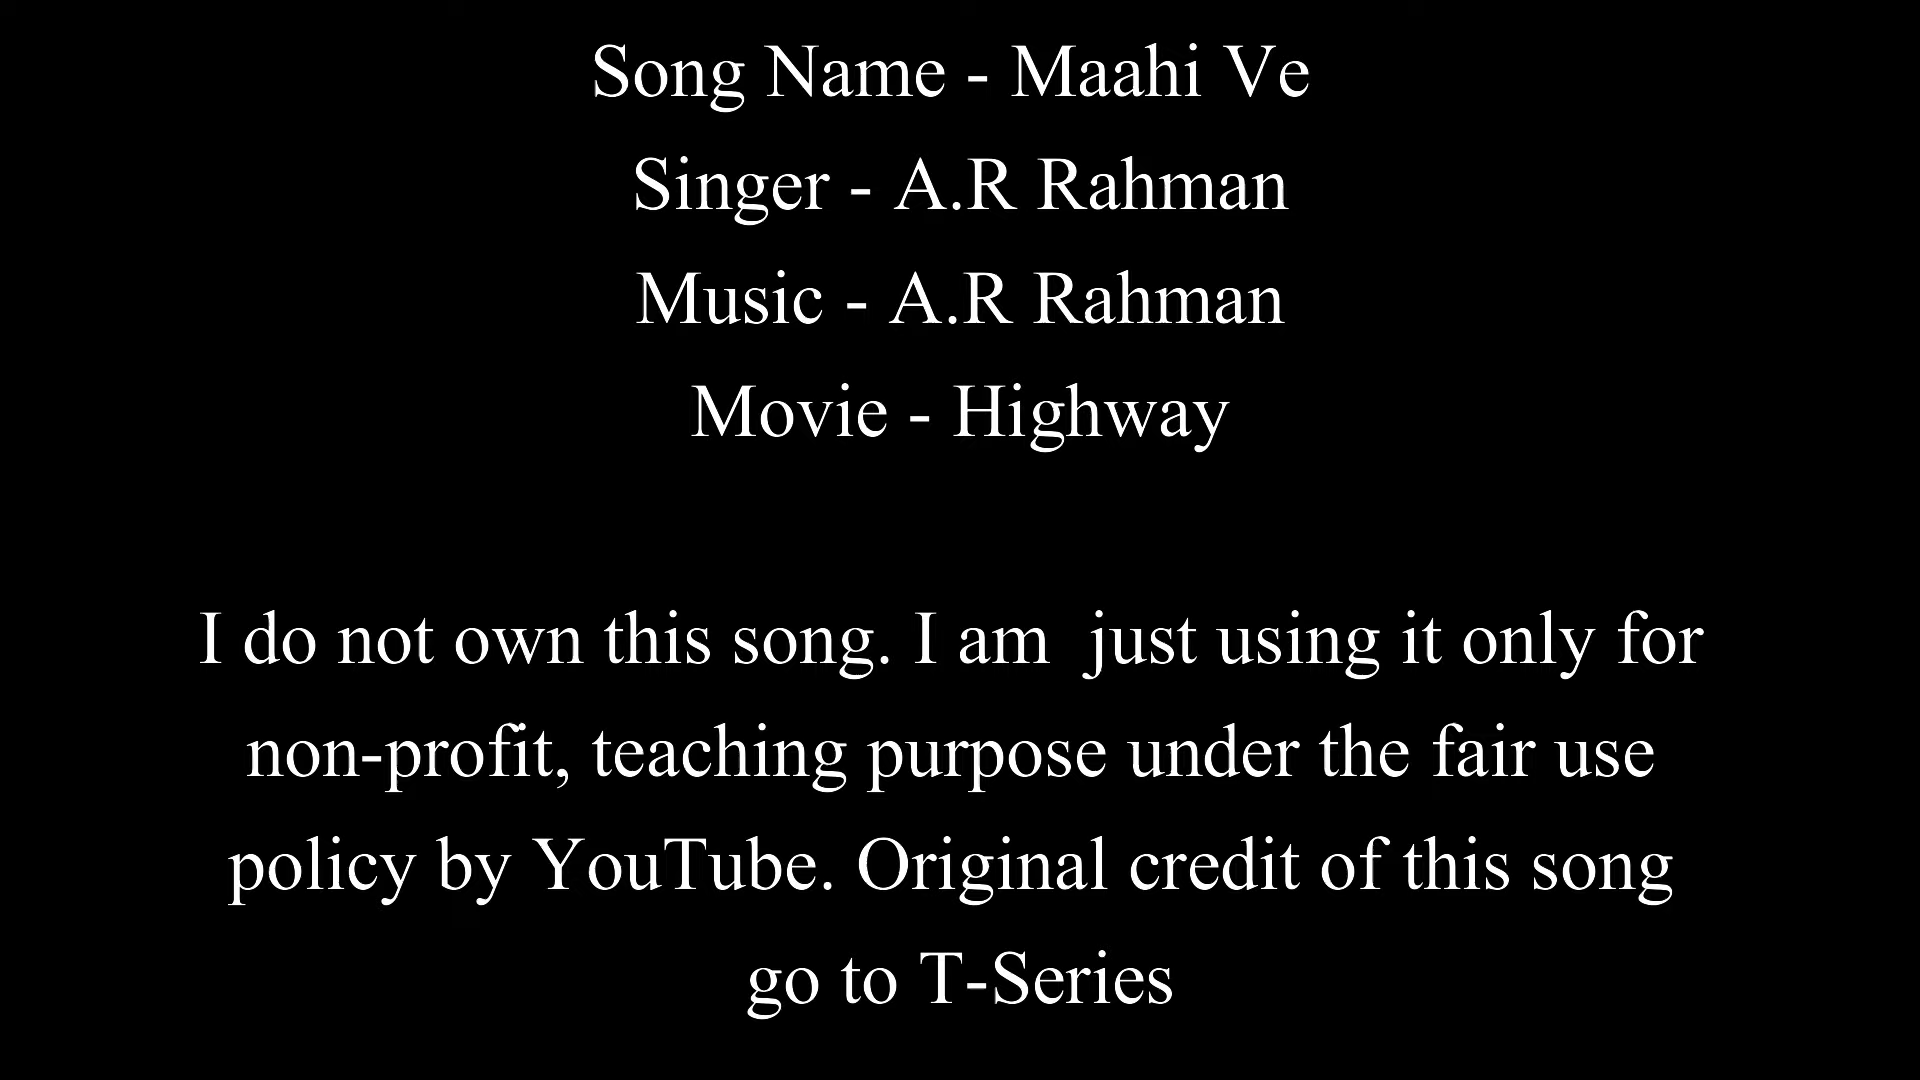 Song Name - Maahi Ve
Singer - A.R Rahman
Music - A.R Rahman
Movie - Highway
I do not own this song. I am  just using it only for
non-profit, teaching purpose under the fair use
policy by YouTube. Original credit of this song
go to T-Series